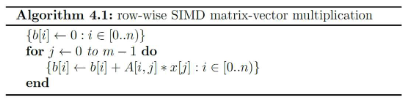 Algorithm 4.1: row-wise SIMD matrix-vector multiplication
{b[i] ← 0 : i ∈ [0..n)}
for j ← 0 to m − 1 do
{b[i] ← b[i] + A[i, j] * x[j] : i ∈ [0..n)}
end